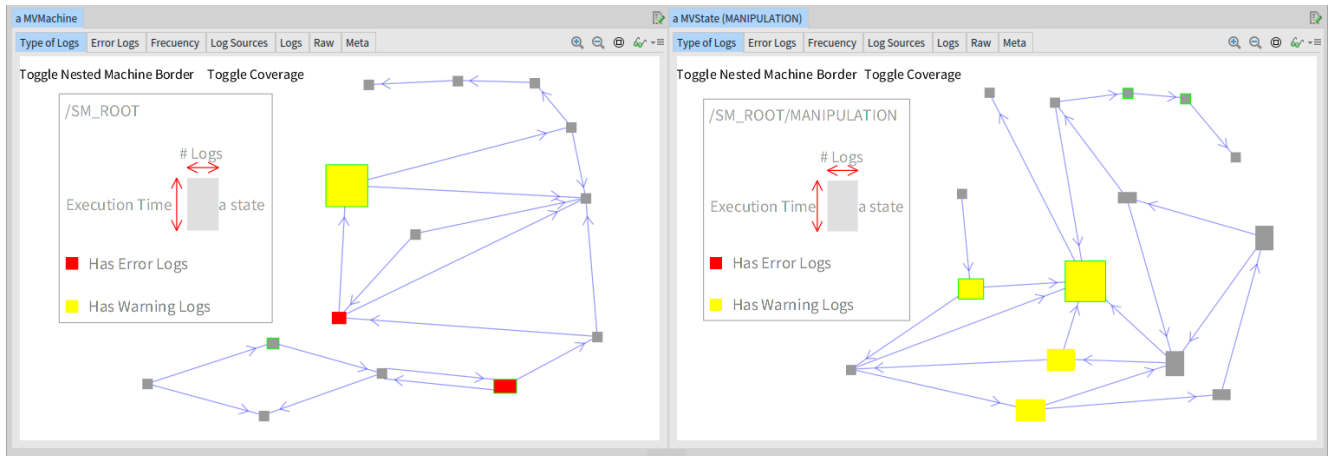 a MVMachine
Type of Logs Error Logs Frecuency Log Sources Logs Raw Meta
Toggle Nested Machine Border Toggle Coverage
/SM_ROOT
# Logs
Execution Time a state
Has Error Logs
Has Warning Logs
a MVState (MANIPULATION)
Type of Logs Error Logs Frecuency Log Sources Logs Raw Meta
Toggle Nested Machine Border Toggle Coverage
/SM_ROOT/MANIPULATION
# Logs
Execution Time a state
Has Error Logs
Has Warning Logs